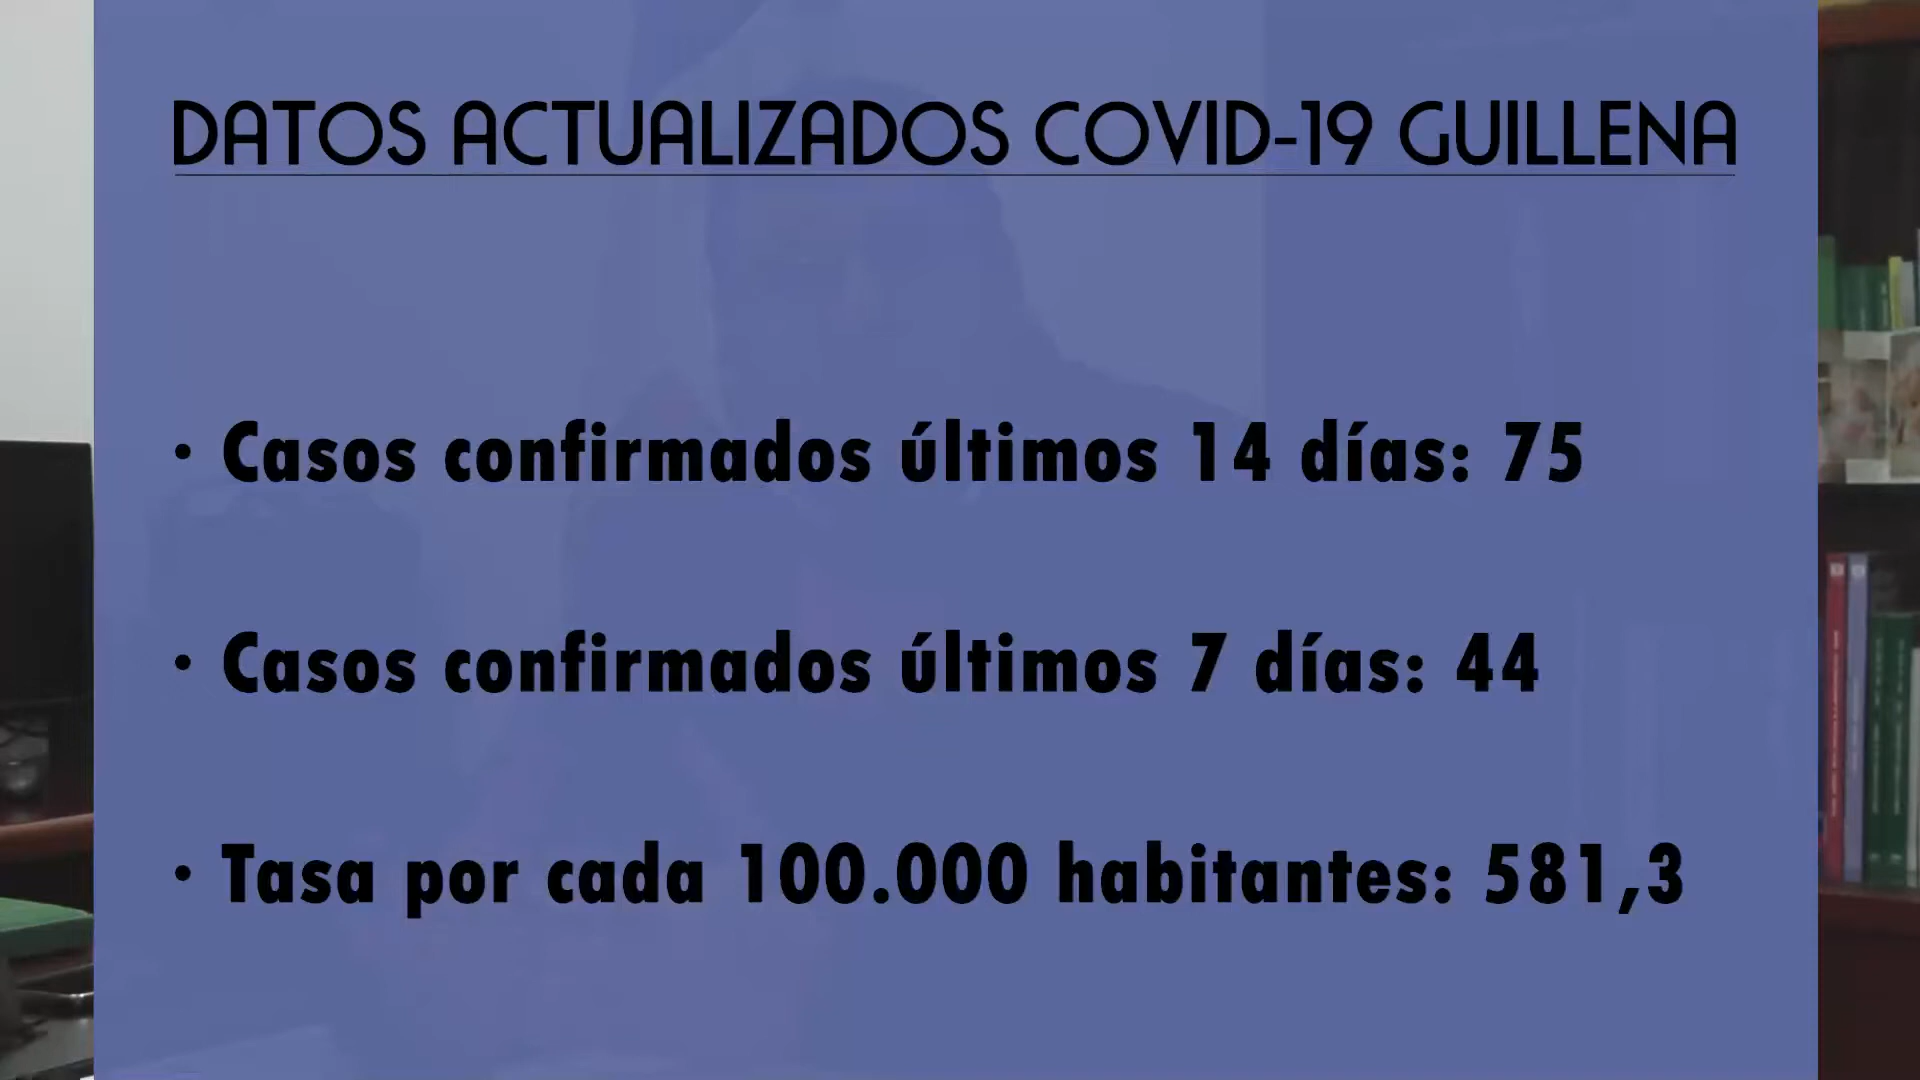 DATOS ACTUALIZADOS COVID-19 GUILLENA
• Casos confirmados últimos 14 días: 75
• Casos confirmados últimos 7 días: 44
• Tasa por cada 100.000 habitantes: 581,3